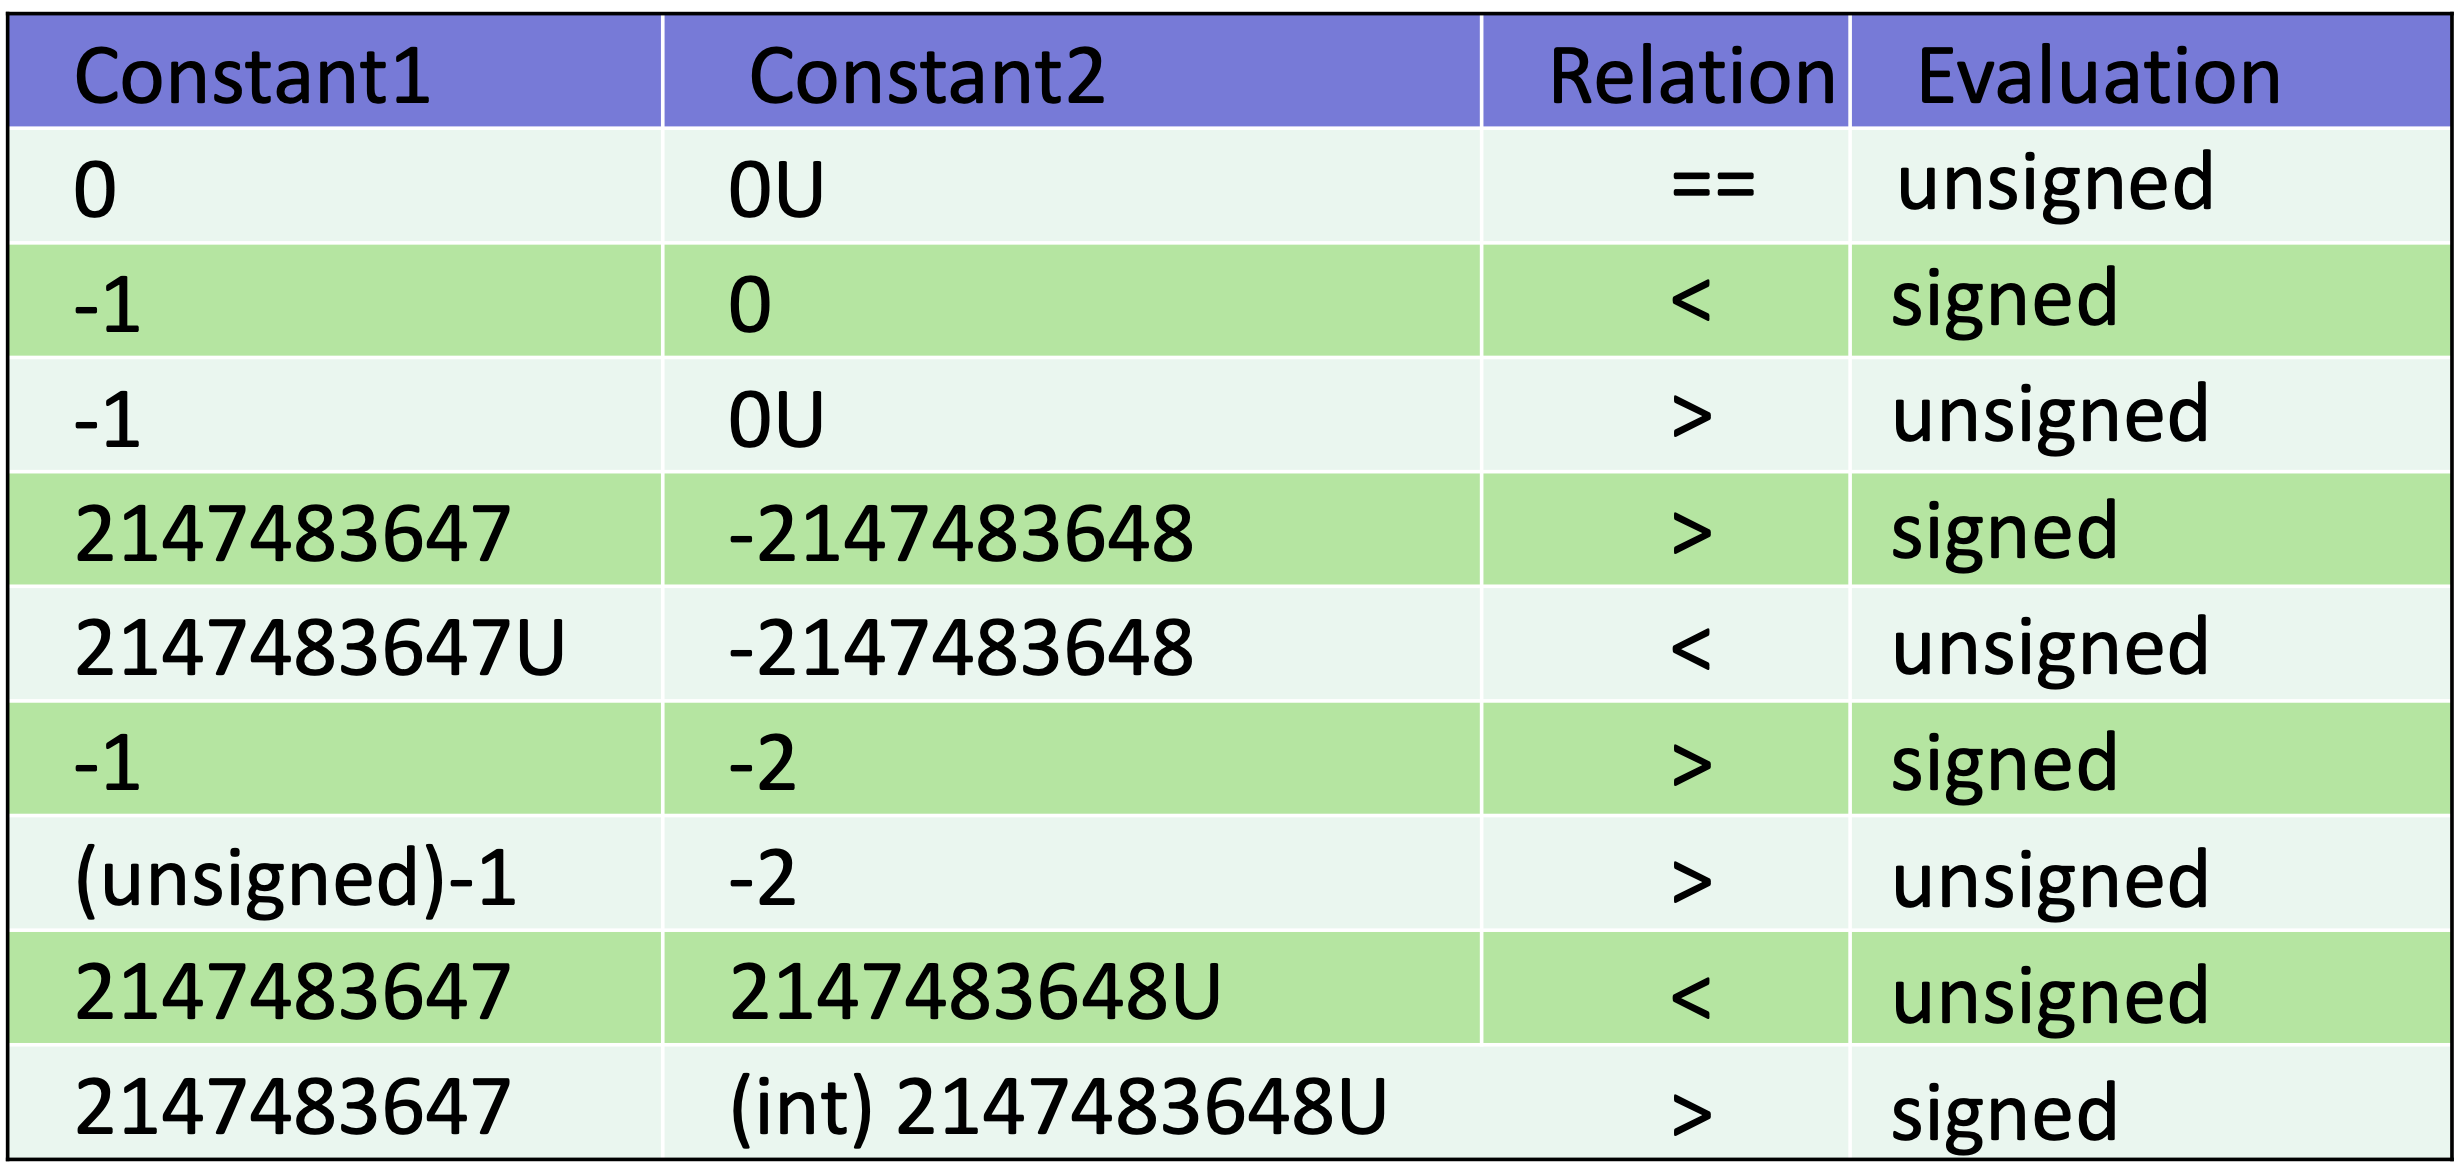 Constant1 Constant2 Relation Evaluation
0 0U == unsigned
-1 0 < signed
-1 0U > unsigned
2147483647 -2147483648 > signed
2147483647U -2147483648 < unsigned
-1 -2 > signed
(unsigned)-1 -2 > unsigned
2147483647 2147483648U < unsigned
2147483647 (int) 2147483648U > signed